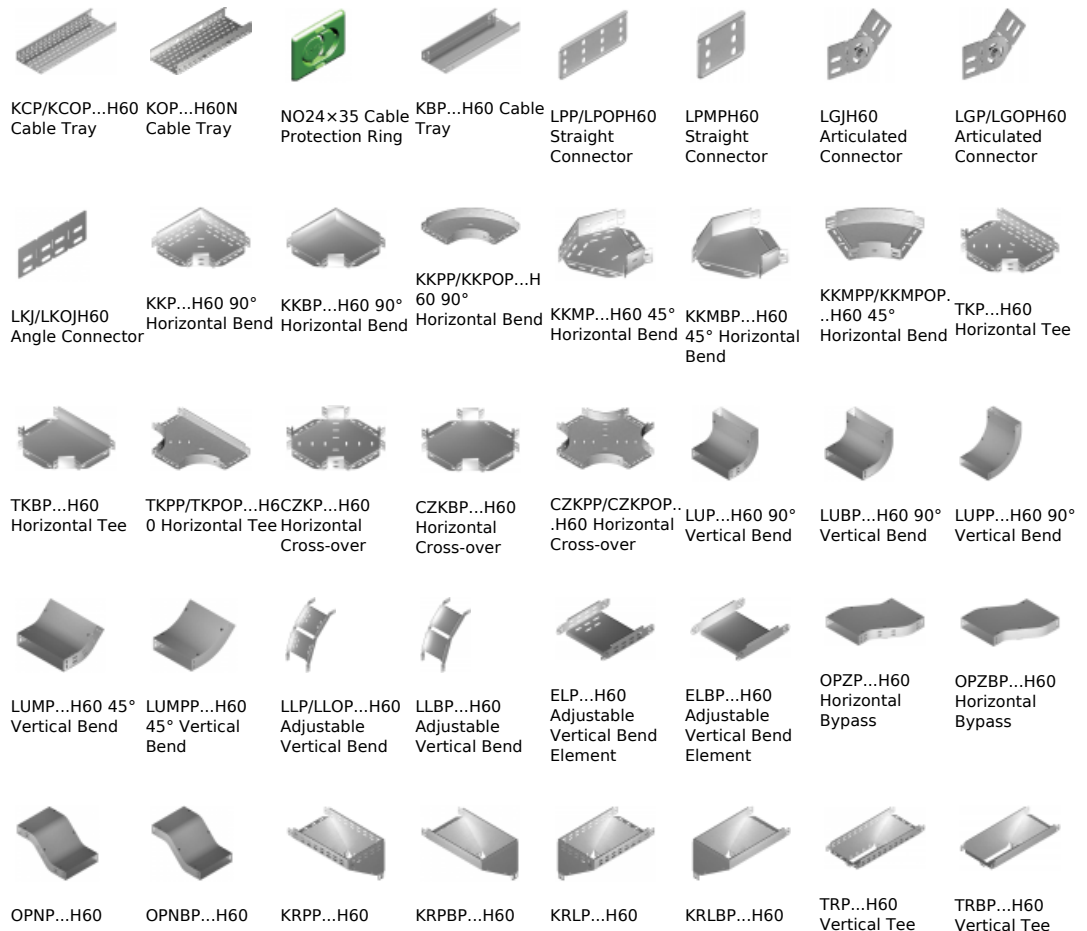 KCP/KCOP...H60
Cable Tray
KOP...H60N
Cable Tray
NO24×35 Cable
Protection Ring
KBP...H60 Cable
Tray
LPP/LPOPH60
Straight
Connector
LPMPH60
Straight
Connector
LGJH60
Articulated
Connector
LGP/LGOPH60
Articulated
Connector
LKJ/LKOJH60
Angle Connector
KKP...H60 90°
Horizontal Bend
KKBP...H60 90°
Horizontal Bend
KKPP/KKPOP...H
60 90°
Horizontal Bend
KKMP...H60 45°
Horizontal Bend
KKMBP...H60
45° Horizontal
Bend
KKMPP/KKMPOP.
..H60 45°
Horizontal Bend
TKP...H60
Horizontal Tee
TKBP...H60
Horizontal Tee
TKPP/TKPOP...H6
0 Horizontal Tee
CZKP...H60
Horizontal
Cross-over
CZKBP...H60
Horizontal
Cross-over
CZKPP/CZKPOP..
.H60 Horizontal
Cross-over
LUP...H60 90°
Vertical Bend
LUBP...H60 90°
Vertical Bend
LUPP...H60 90°
Vertical Bend
LUMP...H60 45°
Vertical Bend
LUMPP...H60
45° Vertical
Bend
LLP/LLOP...H60
Adjustable
Vertical Bend
LLBP...H60
Adjustable
Vertical Bend
ELP...H60
Adjustable
Vertical Bend
Element
ELBP...H60
Adjustable
Vertical Bend
Element
OPZP...H60
Horizontal
Bypass
OPZBP...H60
Horizontal
Bypass
OPNP...H60
OPNBP...H60
KRPP...H60
KRPBP...H60
KRLP...H60
KRLBP...H60
TRP...H60
Vertical Tee
TRBP...H60
Vertical Tee